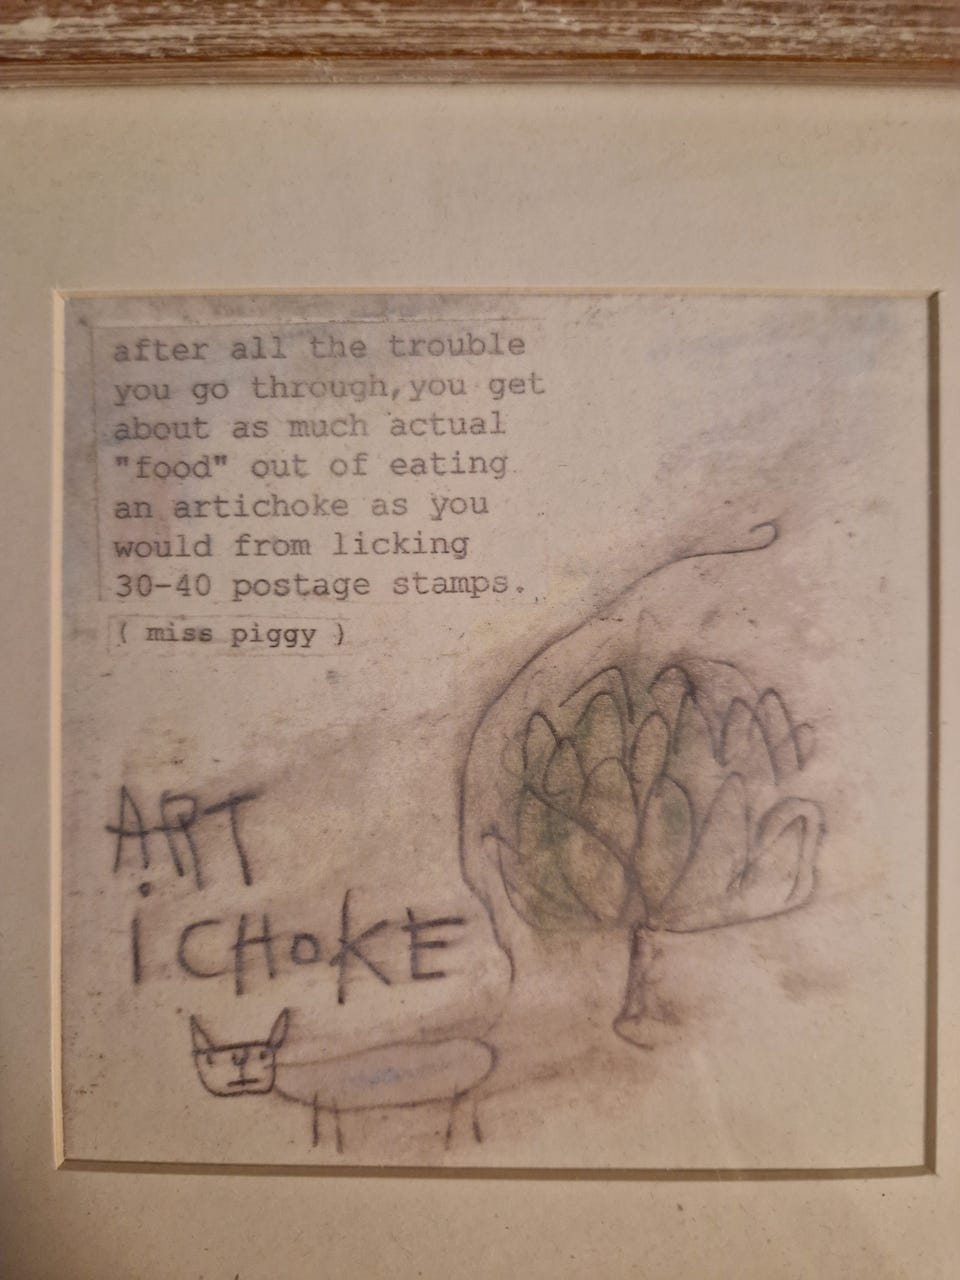 after all the trouble
you go through,you get
about as much actual
"food" out of eating
an artichoke as you
would from licking
30-40 postage stamps.
( miss piggy )
ART
iCHoKE